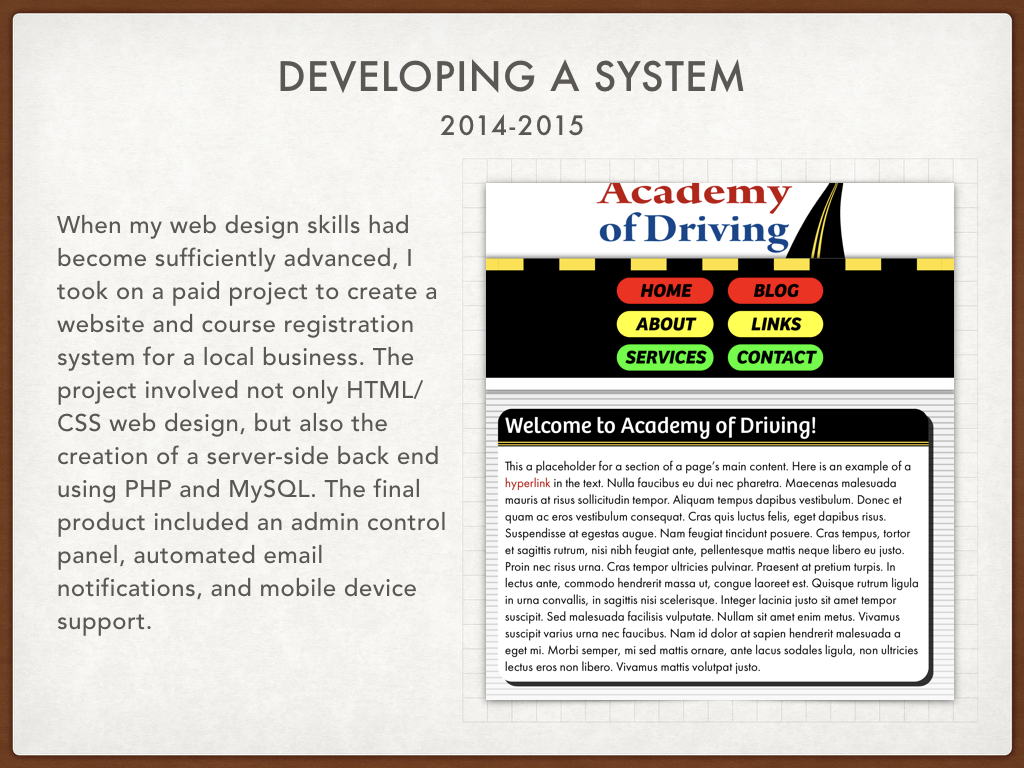 DEVELOPING A SYSTEM
2014-2015
When my web design skills had
become sufficiently advanced, I
took on a paid project to create a
website and course registration
system for a local business. The
project involved not only HTML/
CSS web design, but also the
creation of a server-side back end
using PHP and MySQL. The final
product included an admin control
panel, automated email
notifications, and mobile device
support.
Academy
of Driving
HOME BLOG
ABOUT LINKS
SERVICES CONTACT
Welcome to Academy of Driving!
This a placeholder for a section of a page's main content. Here is an example of a
hyperlink in the text. Nulla faucibus eu dui nec pharetra. Maecenas malesuada
mauris at risus sollicitudin tempor. Aliquam tempus dapibus vestibulum. Donec et
quam ac eros vestibulum consequat. Cras quis luctus felis, eget dapibus risus.
Suspendisse at egestas augue. Nam feugiat tincidunt posuere. Cras tempus, tortor
et sagittis rutrum, nisi nibh feugiat ante, pellentesque mattis neque libero eu justo.
Proin nec risus urna. Cras tempor ultricies pulvinar. Praesent at pretium turpis. In
lectus ante, commodo hendrerit massa ut, congue laoreet est. Quisque rutrum ligula
in urna convallis, in sagittis nisi scelerisque. Integer lacinia justo sit amet tempor
suscipit. Sed malesuada facilisis vulputate. Nullam sit amet enim metus. Vivamus
suscipit varius urna nec faucibus. Nam id dolor at sapien hendrerit malesuada a
eget mi. Morbi semper, mi sed mattis ornare, ante lacus sodales ligula, non ultricies
lectus eros non libero. Vivamus mattis volutpat justo.